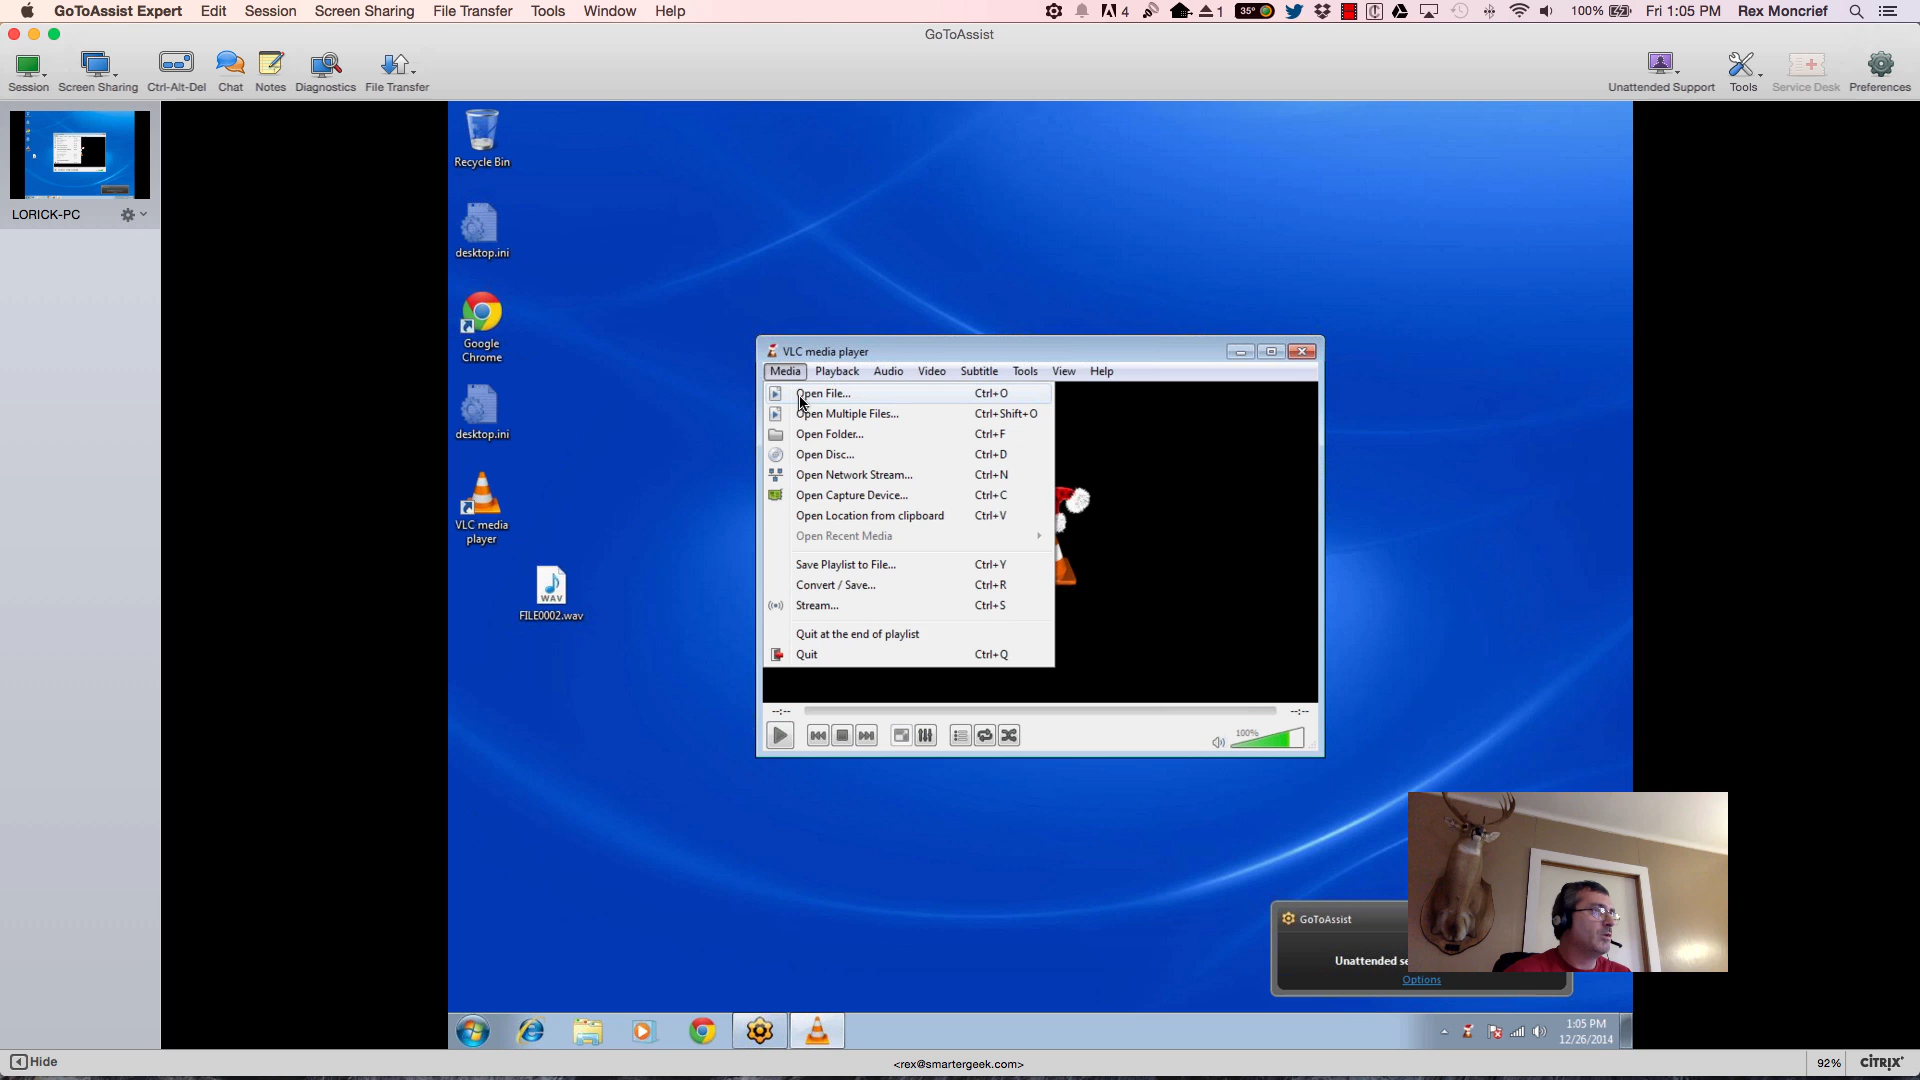 GoToAssist Expert Edit Session Screen Sharing File Transfer Tools Window Help
4 1 35° 100% Fri 1:05 PM Rex Moncrief
GoToAssist
Session Screen Sharing Ctrl-Alt-Del Chat Notes Diagnostics File Transfer
Unattended Support Tools Service Desk Preferences
LORICK-PC
Recycle Bin
desktop.ini
Google
Chrome
desktop.ini
VLC media
player
WAV
FILE0002.wav
VLC media player
Media Playback Audio Video Subtitle Tools View Help
Open File... Ctrl+O
Open Multiple Files... Ctrl+Shift+O
Open Folder... Ctrl+F
Open Disc... Ctrl+D
Open Network Stream... Ctrl+N
Open Capture Device... Ctrl+C
Open Location from clipboard Ctrl+V
Open Recent Media
Save Playlist to File... Ctrl+Y
Convert / Save... Ctrl+R
Stream... Ctrl+S
Quit at the end of playlist
Quit Ctrl+Q
--:-- --:--
100%
GoToAssist
Unattended se
Options
1:05 PM
12/26/2014
Hide
<rex@smartergeek.com>
92% CİTRIX